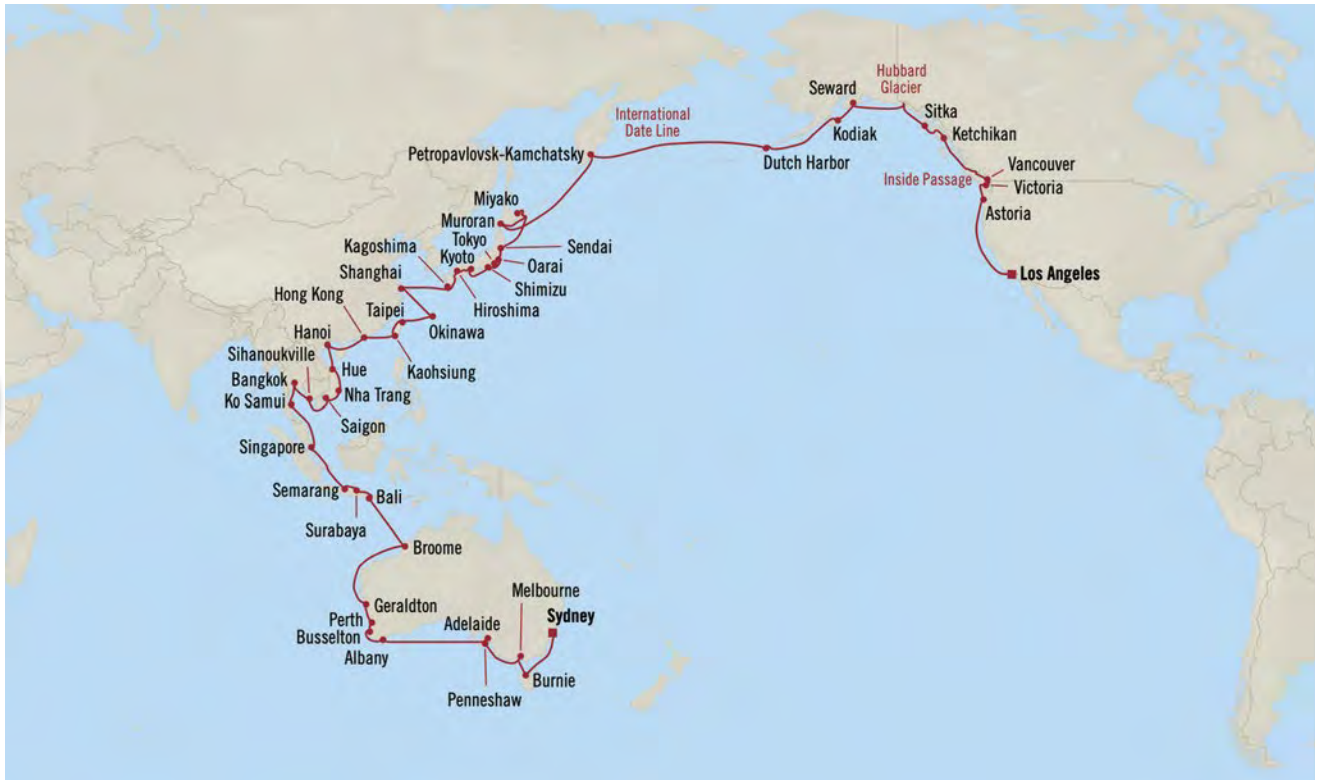 Hubbard
Glacier
Seward
Sitka
International
Date Line
Kodiak
Ketchikan
Petropavlovsk-Kamchatsky
Dutch Harbor
Vancouver
Inside Passage
Victoria
Miyako
Astoria
Muroran
Tokyo
Sendai
Kagoshima
Kyoto
Oarai
Shanghai
Shimizu
Los Angeles
Hong Kong
Hiroshima
Taipei
Okinawa
Hanoi
Sihanoukville
Kaohsiung
Hue
Bangkok
Nha Trang
Ko Samui
Saigon
Singapore
Semarang
Bali
Surabaya
Broome
Melbourne
Geraldton
Sydney
Perth
Adelaide
Busselton
Albany
Burnie
Penneshaw